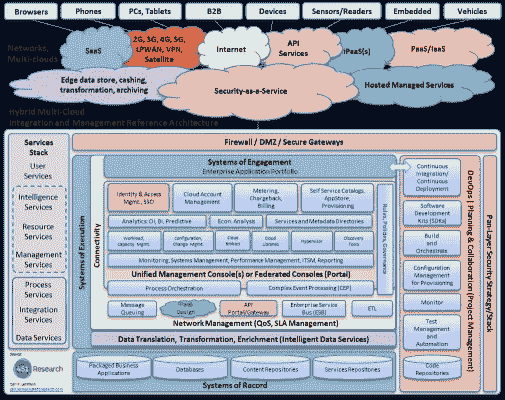 Browsers
Phones
PCs, Tablets
B2B
Devices
Sensors/Readers
Embedded
Vehicles
Networks,
Multi-clouds
SaaS
2G, 3G, 4G, 5G,
LPWAN, VPN,
Satellite
Internet
API
Services
iPaaS(s)
PaaS/IaaS
Edge data store, cashing,
transformation, archiving
Security-as-a-Service
Hosted Managed Services
Hybrid Multi-Cloud
Integration and Management Reference Architecture
Services
Stack
User
Services
Intelligence
Services
Resource
Services
Management
Services
Process
Services
Integration
Services
Data Services
451 Research
Firewall / DMZ / Secure Gateways
Systems of Execution
Connectivity
Systems of Engagement
Enterprise Application Portfolio
Identity & Access
Mgmt., SSO
Cloud Account
Management
Metering,
Chargeback,
Billing
Self Service Catalogs,
AppStore,
Provisioning
Analytics: OI, BI, Predictive
Econ. Analysis
Services and Metadata Directories
Workload,
Capacity Mgmt.
Configuration,
Change Mgmt.
Cloud
Libraries
Hypervisor
Discovery
Tools
Rules, Policies, Governance
Monitoring, Systems Management, Performance Management, ITSM, Reporting
Unified Management Console(s) or Federated Consoles (Portal)
Process Orchestration
Complex Event Processing (CEP)
Message
Queuing
Design
API
Portal/Gateway
Enterprise Service
Bus (ESB)
ETL
Network Management (QoS, SLA Management)
Data Translation, Transformation, Enrichment (Intelligent Data Services)
Packaged Business
Applications
Databases
Content Repositories
Services Repositories
Systems of Record
Continuous
Integration/
Continuous
Deployment
Software
Development
Kits (SDKs)
Build and
Orchestrate
Configuration
Management
for Provisioning
Monitor
Test
Management
and
Automation
Code
Repositories
DevOps | Planning & Collaboration (Project Management)
Pan-Layer Security Strategy/Stack